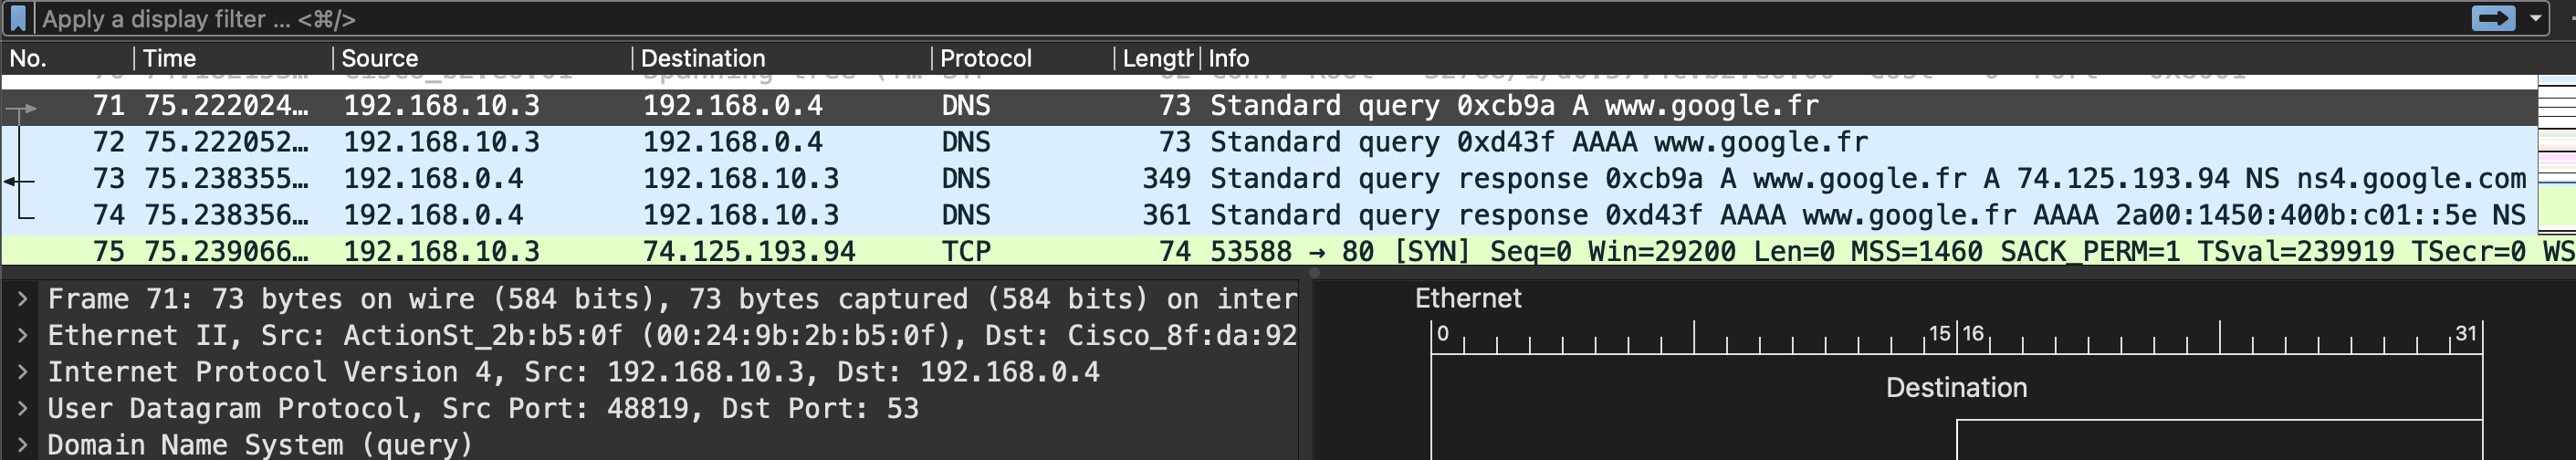 Apply a display filter ... <⌘/>
No. Time Source Destination Protocol Length Info
71 75.222024… 192.168.10.3 192.168.0.4 DNS 73 Standard query 0xcb9a A www.google.fr
72 75.222052… 192.168.10.3 192.168.0.4 DNS 73 Standard query 0xd43f AAAA www.google.fr
73 75.238355… 192.168.0.4 192.168.10.3 DNS 349 Standard query response 0xcb9a A www.google.fr A 74.125.193.94 NS ns4.google.com
74 75.238356… 192.168.0.4 192.168.10.3 DNS 361 Standard query response 0xd43f AAAA www.google.fr AAAA 2a00:1450:400b:c01::5e NS
75 75.239066… 192.168.10.3 74.125.193.94 TCP 74 53588 → 80 [SYN] Seq=0 Win=29200 Len=0 MSS=1460 SACK_PERM=1 TSval=239919 TSecr=0 WS
Frame 71: 73 bytes on wire (584 bits), 73 bytes captured (584 bits) on inter
Ethernet II, Src: ActionSt_2b:b5:0f (00:24:9b:2b:b5:0f), Dst: Cisco_8f:da:92
Internet Protocol Version 4, Src: 192.168.10.3, Dst: 192.168.0.4
User Datagram Protocol, Src Port: 48819, Dst Port: 53
Domain Name System (query)
Ethernet
0 15 16 31
Destination